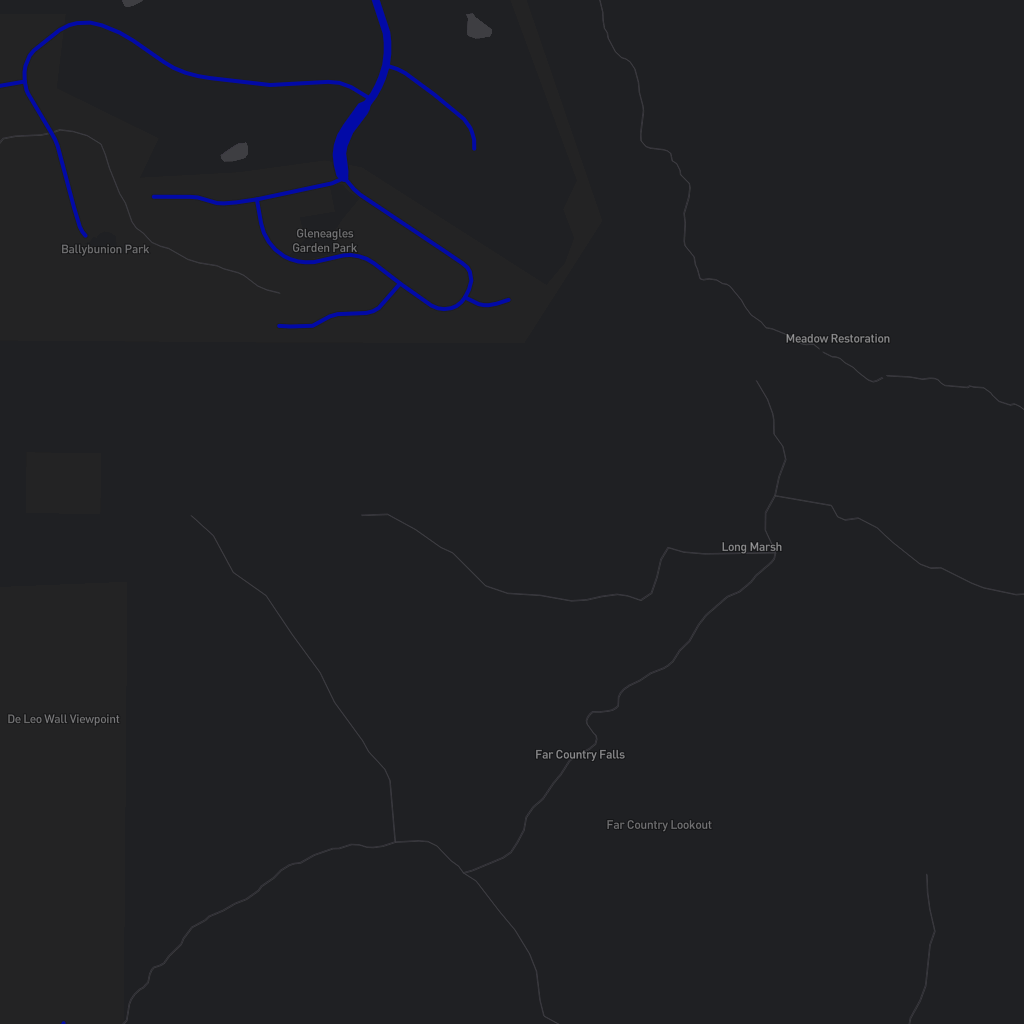 Gleneagles
Garden Park
Ballybunion Park
Meadow Restoration
Long Marsh
De Leo Wall Viewpoint
Far Country Falls
Far Country Lookout